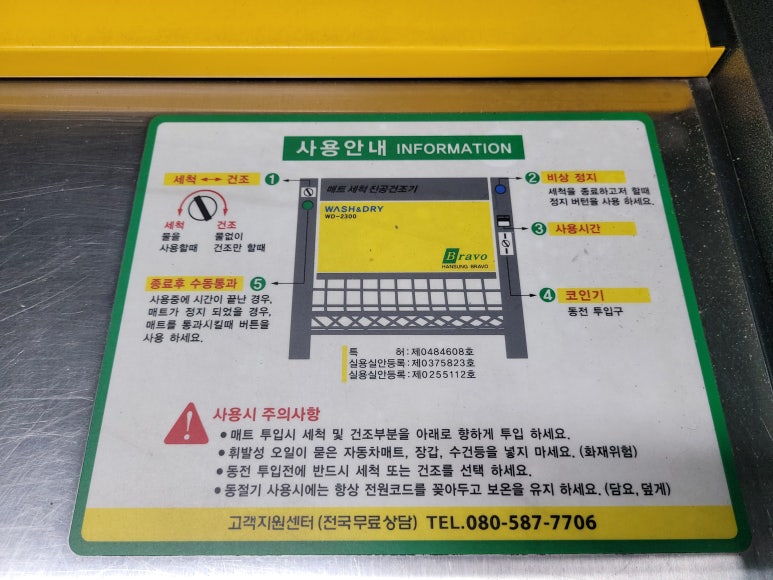 사용안내 INFORMATION
세척 ↔ 건조 1
세척 건조
물을 물없이
사용할때 건조만 할때
매트 세척 진공건조기
WASH&DRY
WD-2300
Bravo
HANSUNG BRAVO
2 비상 정지
세척을 종료하고저 할때
정지 버턴을 사용 하세요.
3 사용시간
종료후 수동통과 5
사용중에 시간이 끝난 경우,
매트가 정지 되었을 경우,
매트를 통과시킬때 버튼을
사용 하세요.
4 코인기
동전 투입구
특 허:제0484608호
실용실안등록:제0375823호
실용실안등록:제0255112호
사용시 주의사항
• 매트 투입시 세척 및 건조부분을 아래로 향하게 투입 하세요.
• 휘발성 오일이 묻은 자동차매트, 장갑, 수건등을 넣지 마세요. (화재위험)
• 동전 투입전에 반드시 세척 또는 건조를 선택 하세요.
• 동절기 사용시에는 항상 전원코드를 꽂아두고 보온을 유지 하세요. (담요, 덮게)
고객지원센터 (전국무료상담) TEL.080-587-7706